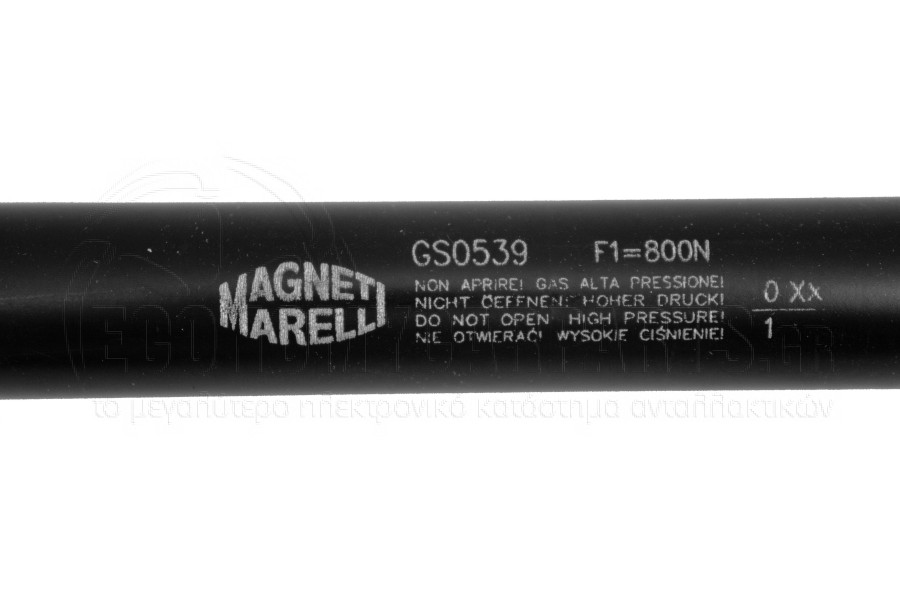 GS0539 F1=800N
MAGNETI
MARELLI
NON APRIRE! GAS ALTA PRESSIONE!
NICHT OEFFNEN! HOHER DRUCK!
DO NOT OPEN! HIGH PRESSURE!
NIE OTWIERAĆ! WYSOKIE CIŚNIENIE!
0 XX
1
το μεγαλύτερο ηλεκτρονικό κατάστημα ανταλλακτικών